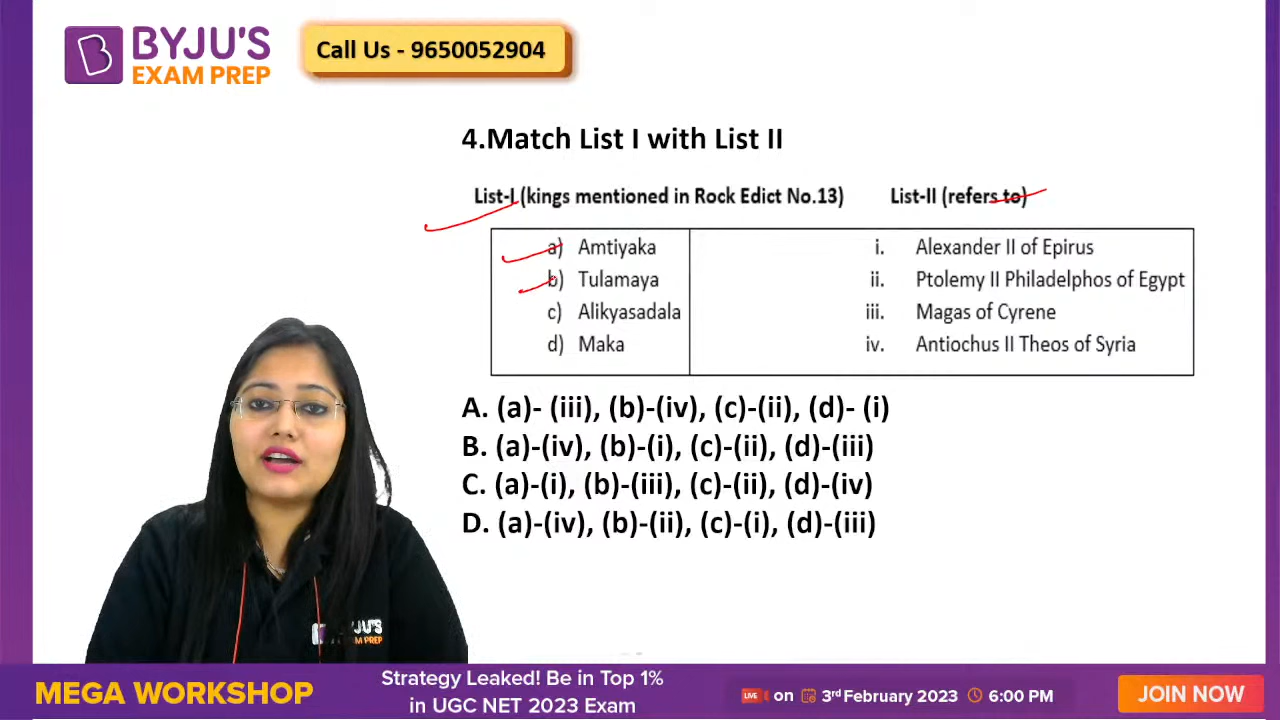 BYJU'S
EXAM PREP
Call Us - 9650052904
4.Match List I with List II
List-I (kings mentioned in Rock Edict No.13) List-II (refers to)
a) Amtiyaka i. Alexander II of Epirus
b) Tulamaya ii. Ptolemy II Philadelphos of Egypt
c) Alikyasadala iii. Magas of Cyrene
d) Maka iv. Antiochus II Theos of Syria
A. (a)- (iii), (b)-(iv), (c)-(ii), (d)- (i)
B. (a)-(iv), (b)-(i), (c)-(ii), (d)-(iii)
C. (a)-(i), (b)-(iii), (c)-(ii), (d)-(iv)
D. (a)-(iv), (b)-(ii), (c)-(i), (d)-(iii)
MEGA WORKSHOP
Strategy Leaked! Be in Top 1%
in UGC NET 2023 Exam
LIVE on 3rd February 2023 6:00 PM
JOIN NOW